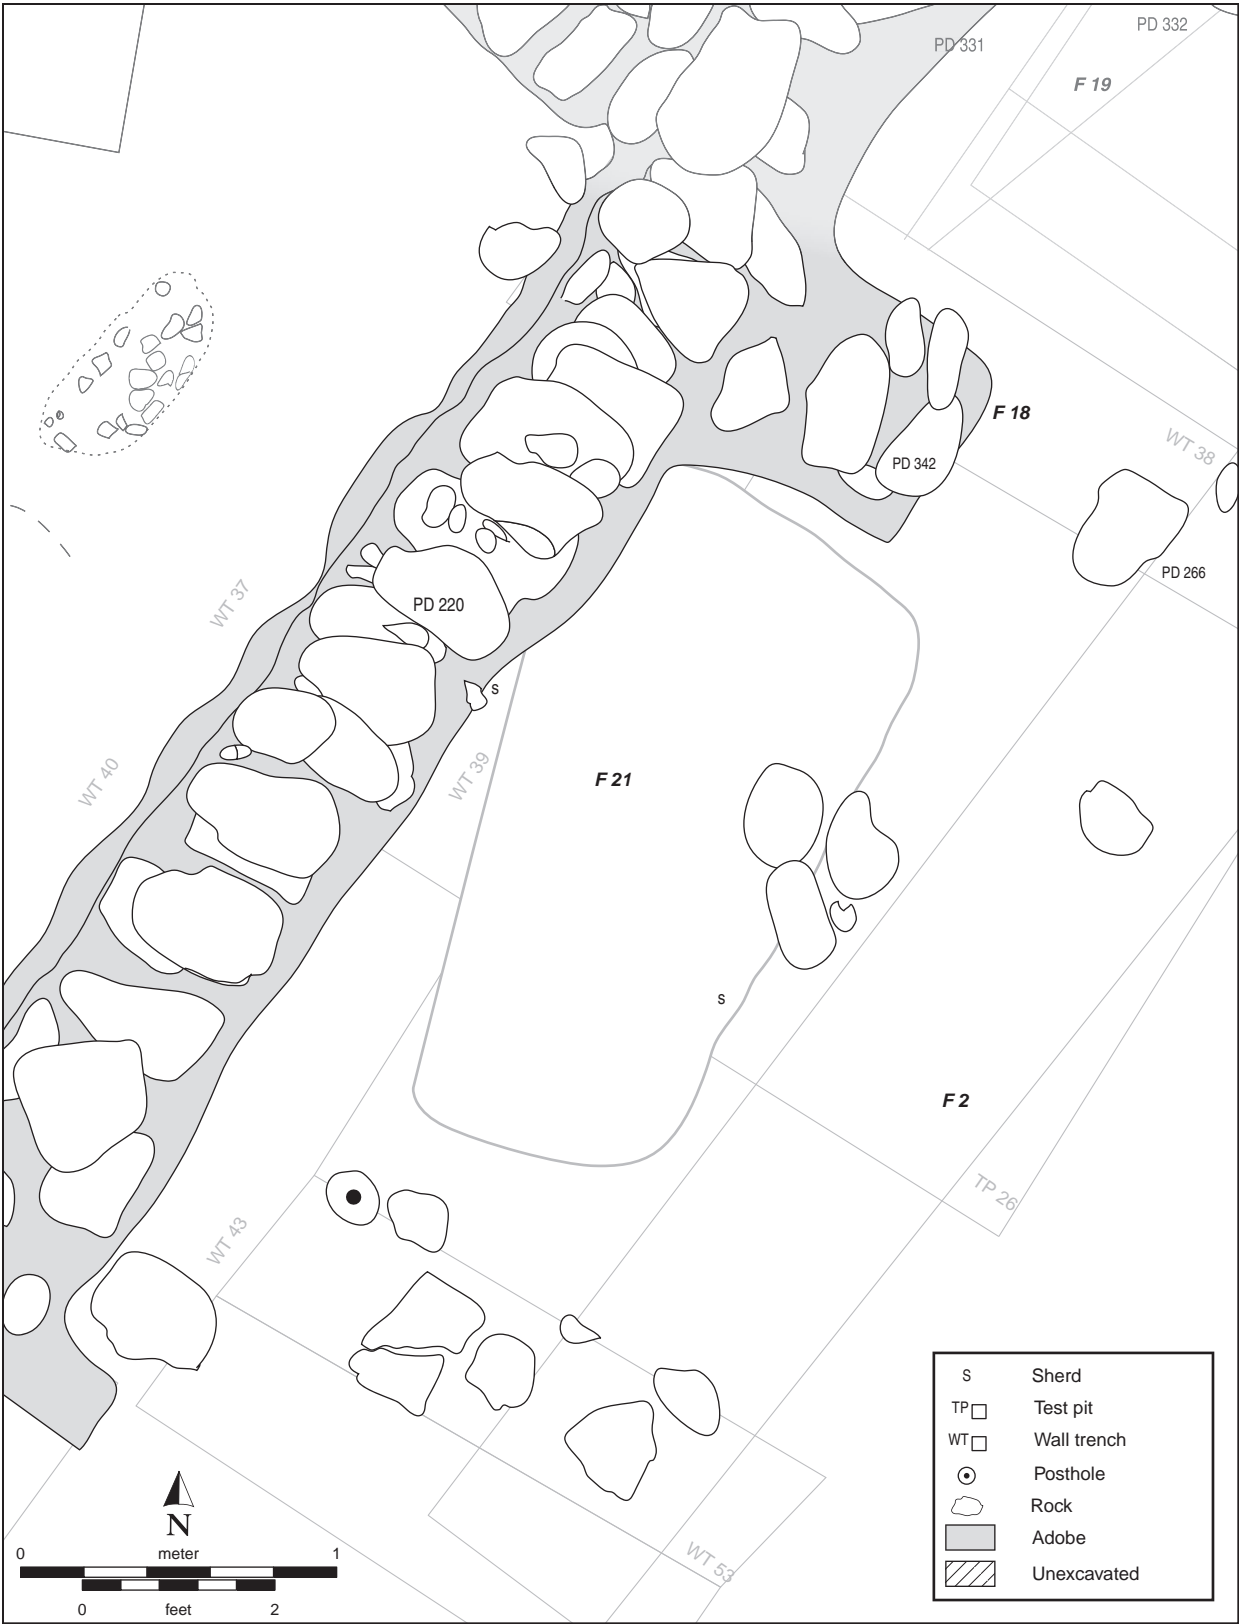 PD 332
PD 331
F 19
F 18
WT 38
PD 342
PD 266
WT 37
PD 220
s
WT 40
WT 39
F 21
s
F 2
TP 26
WT 43
WT 53
N
0 meter 1
0 feet 2
S Sherd
TP Test pit
WT Wall trench
Posthole
Rock
Adobe
Unexcavated